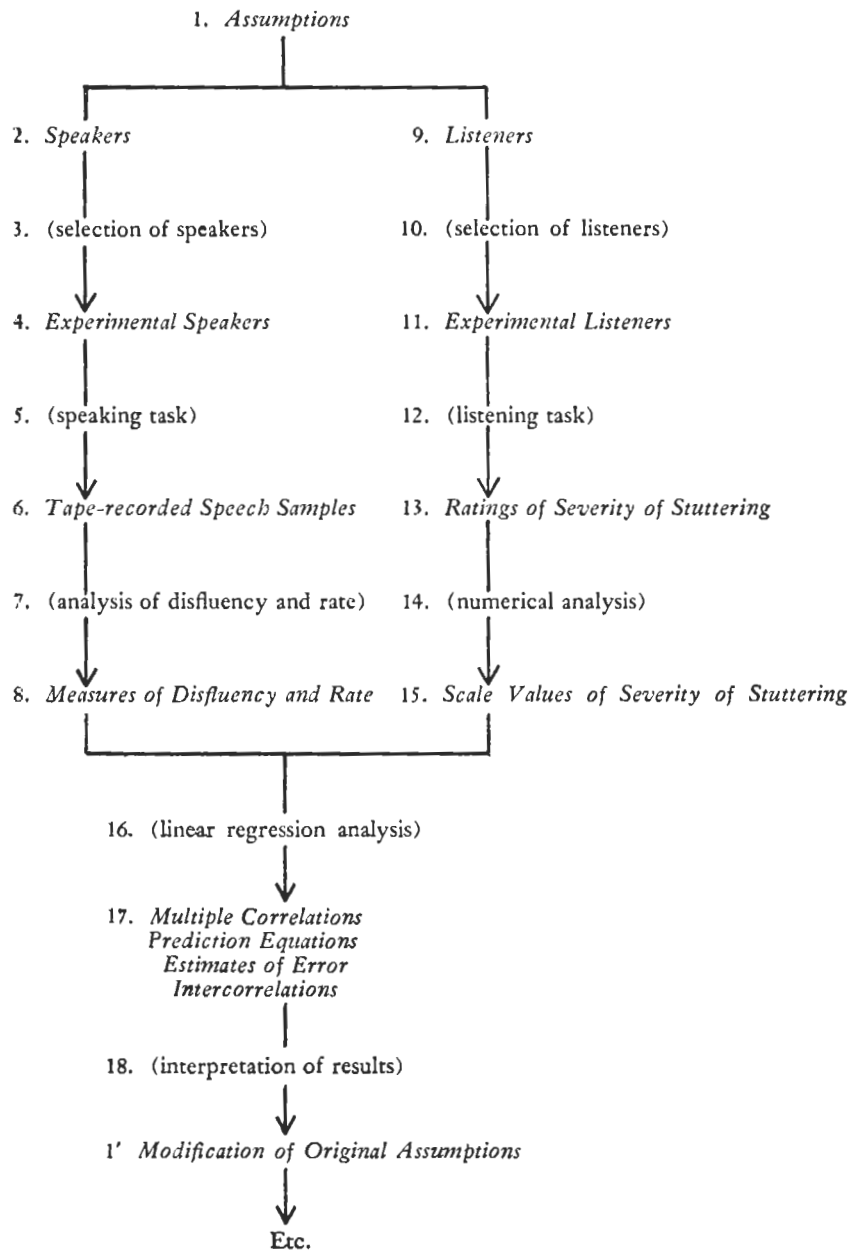 1. Assumptions
2. Speakers
9. Listeners
3. (selection of speakers)
10. (selection of listeners)
4. Experimental Speakers
11. Experimental Listeners
5. (speaking task)
12. (listening task)
6. Tape-recorded Speech Samples
13. Ratings of Severity of Stuttering
7. (analysis of disfluency and rate)
14. (numerical analysis)
8. Measures of Disfluency and Rate
15. Scale Values of Severity of Stuttering
16. (linear regression analysis)
17. Multiple Correlations
Prediction Equations
Estimates of Error
Intercorrelations
18. (interpretation of results)
1' Modification of Original Assumptions
Etc.